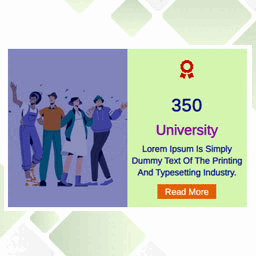 350
University
Lorem Ipsum Is Simply
Dummy Text Of The Printing
And Typesetting Industry.
Read More